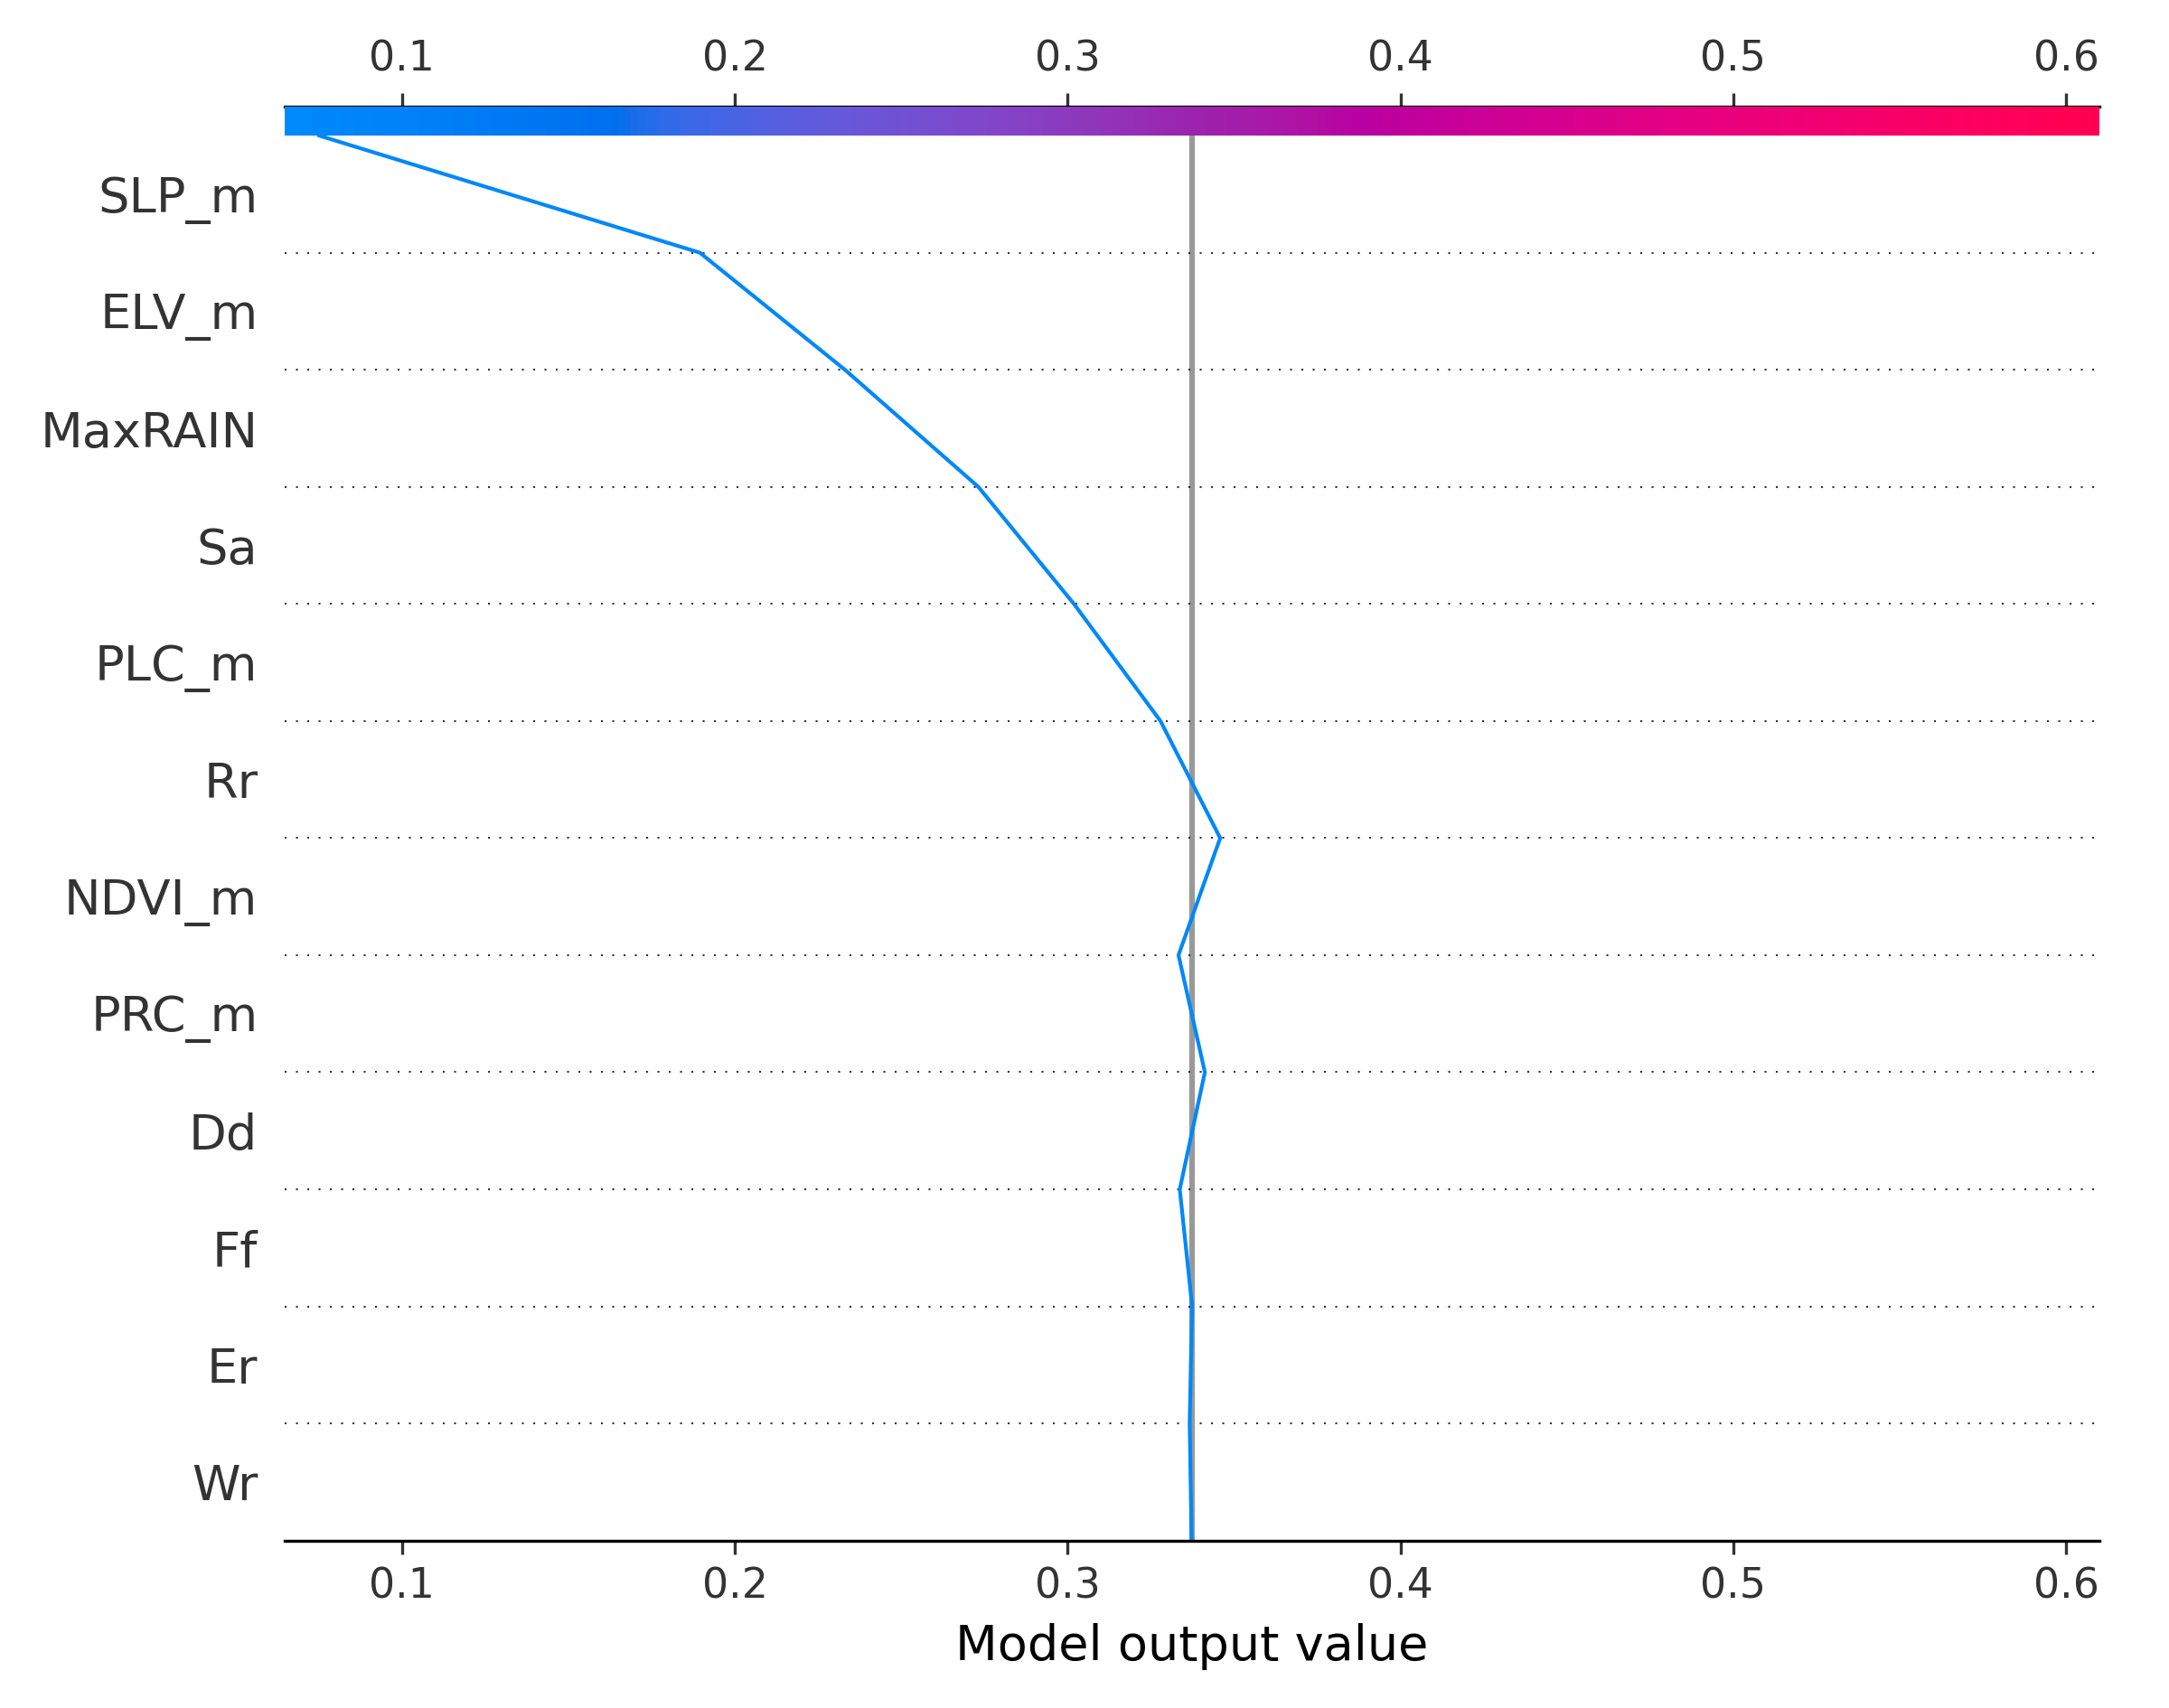 0.1 0.2 0.3 0.4 0.5 0.6
SLP_m
ELV_m
MaxRAIN
Sa
PLC_m
Rr
NDVI_m
PRC_m
Dd
Ff
Er
Wr
0.1 0.2 0.3 0.4 0.5 0.6
Model output value